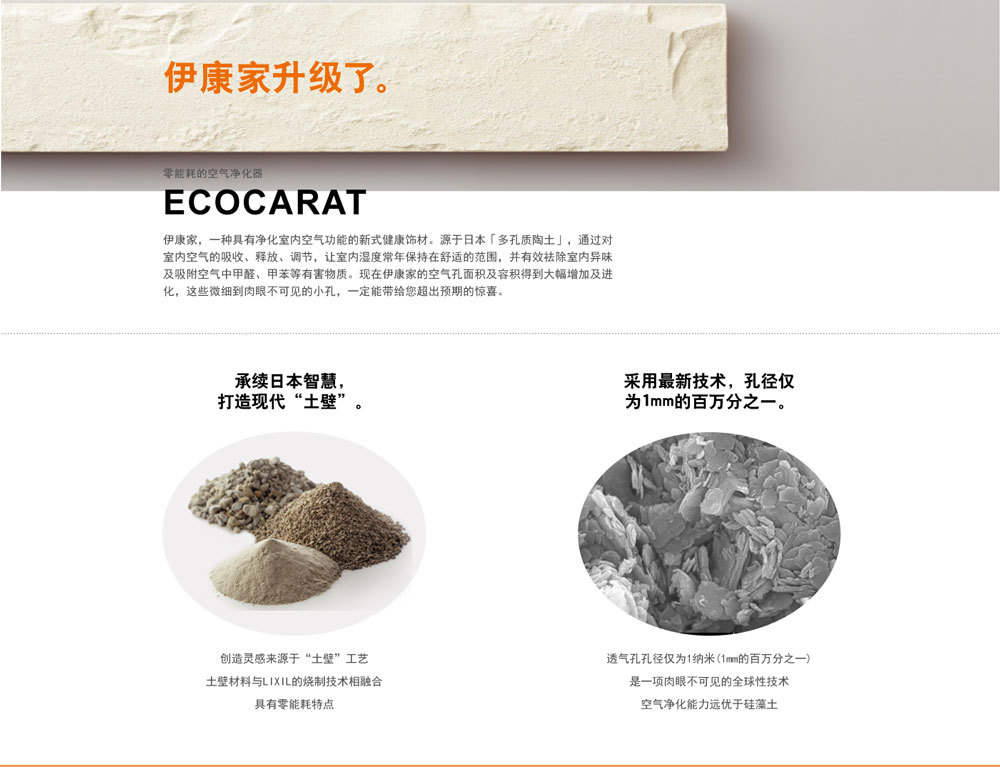 伊康家升级了。
零能耗的空气净化器
ECOCARAT
伊康家，一种具有净化室内空气功能的新式健康饰材。源于日本「多孔质陶土」，通过对
室内空气的吸收、释放、调节，让室内湿度常年保持在舒适的范围，并有效祛除室内异味
及吸附空气中甲醛、甲苯等有害物质。现在伊康家的空气孔面积及容积得到大幅增加及进
化，这些微细到肉眼不可见的小孔，一定能带给您超出预期的惊喜。
承续日本智慧，
打造现代“土壁”。
采用最新技术，孔径仅
为1mm的百万分之一。
创造灵感来源于“土壁”工艺
土壁材料与LIXIL的烧制技术相融合
具有零能耗特点
透气孔孔径仅为1纳米(1mm的百万分之一)
是一项肉眼不可见的全球性技术
空气净化能力远优于硅藻土